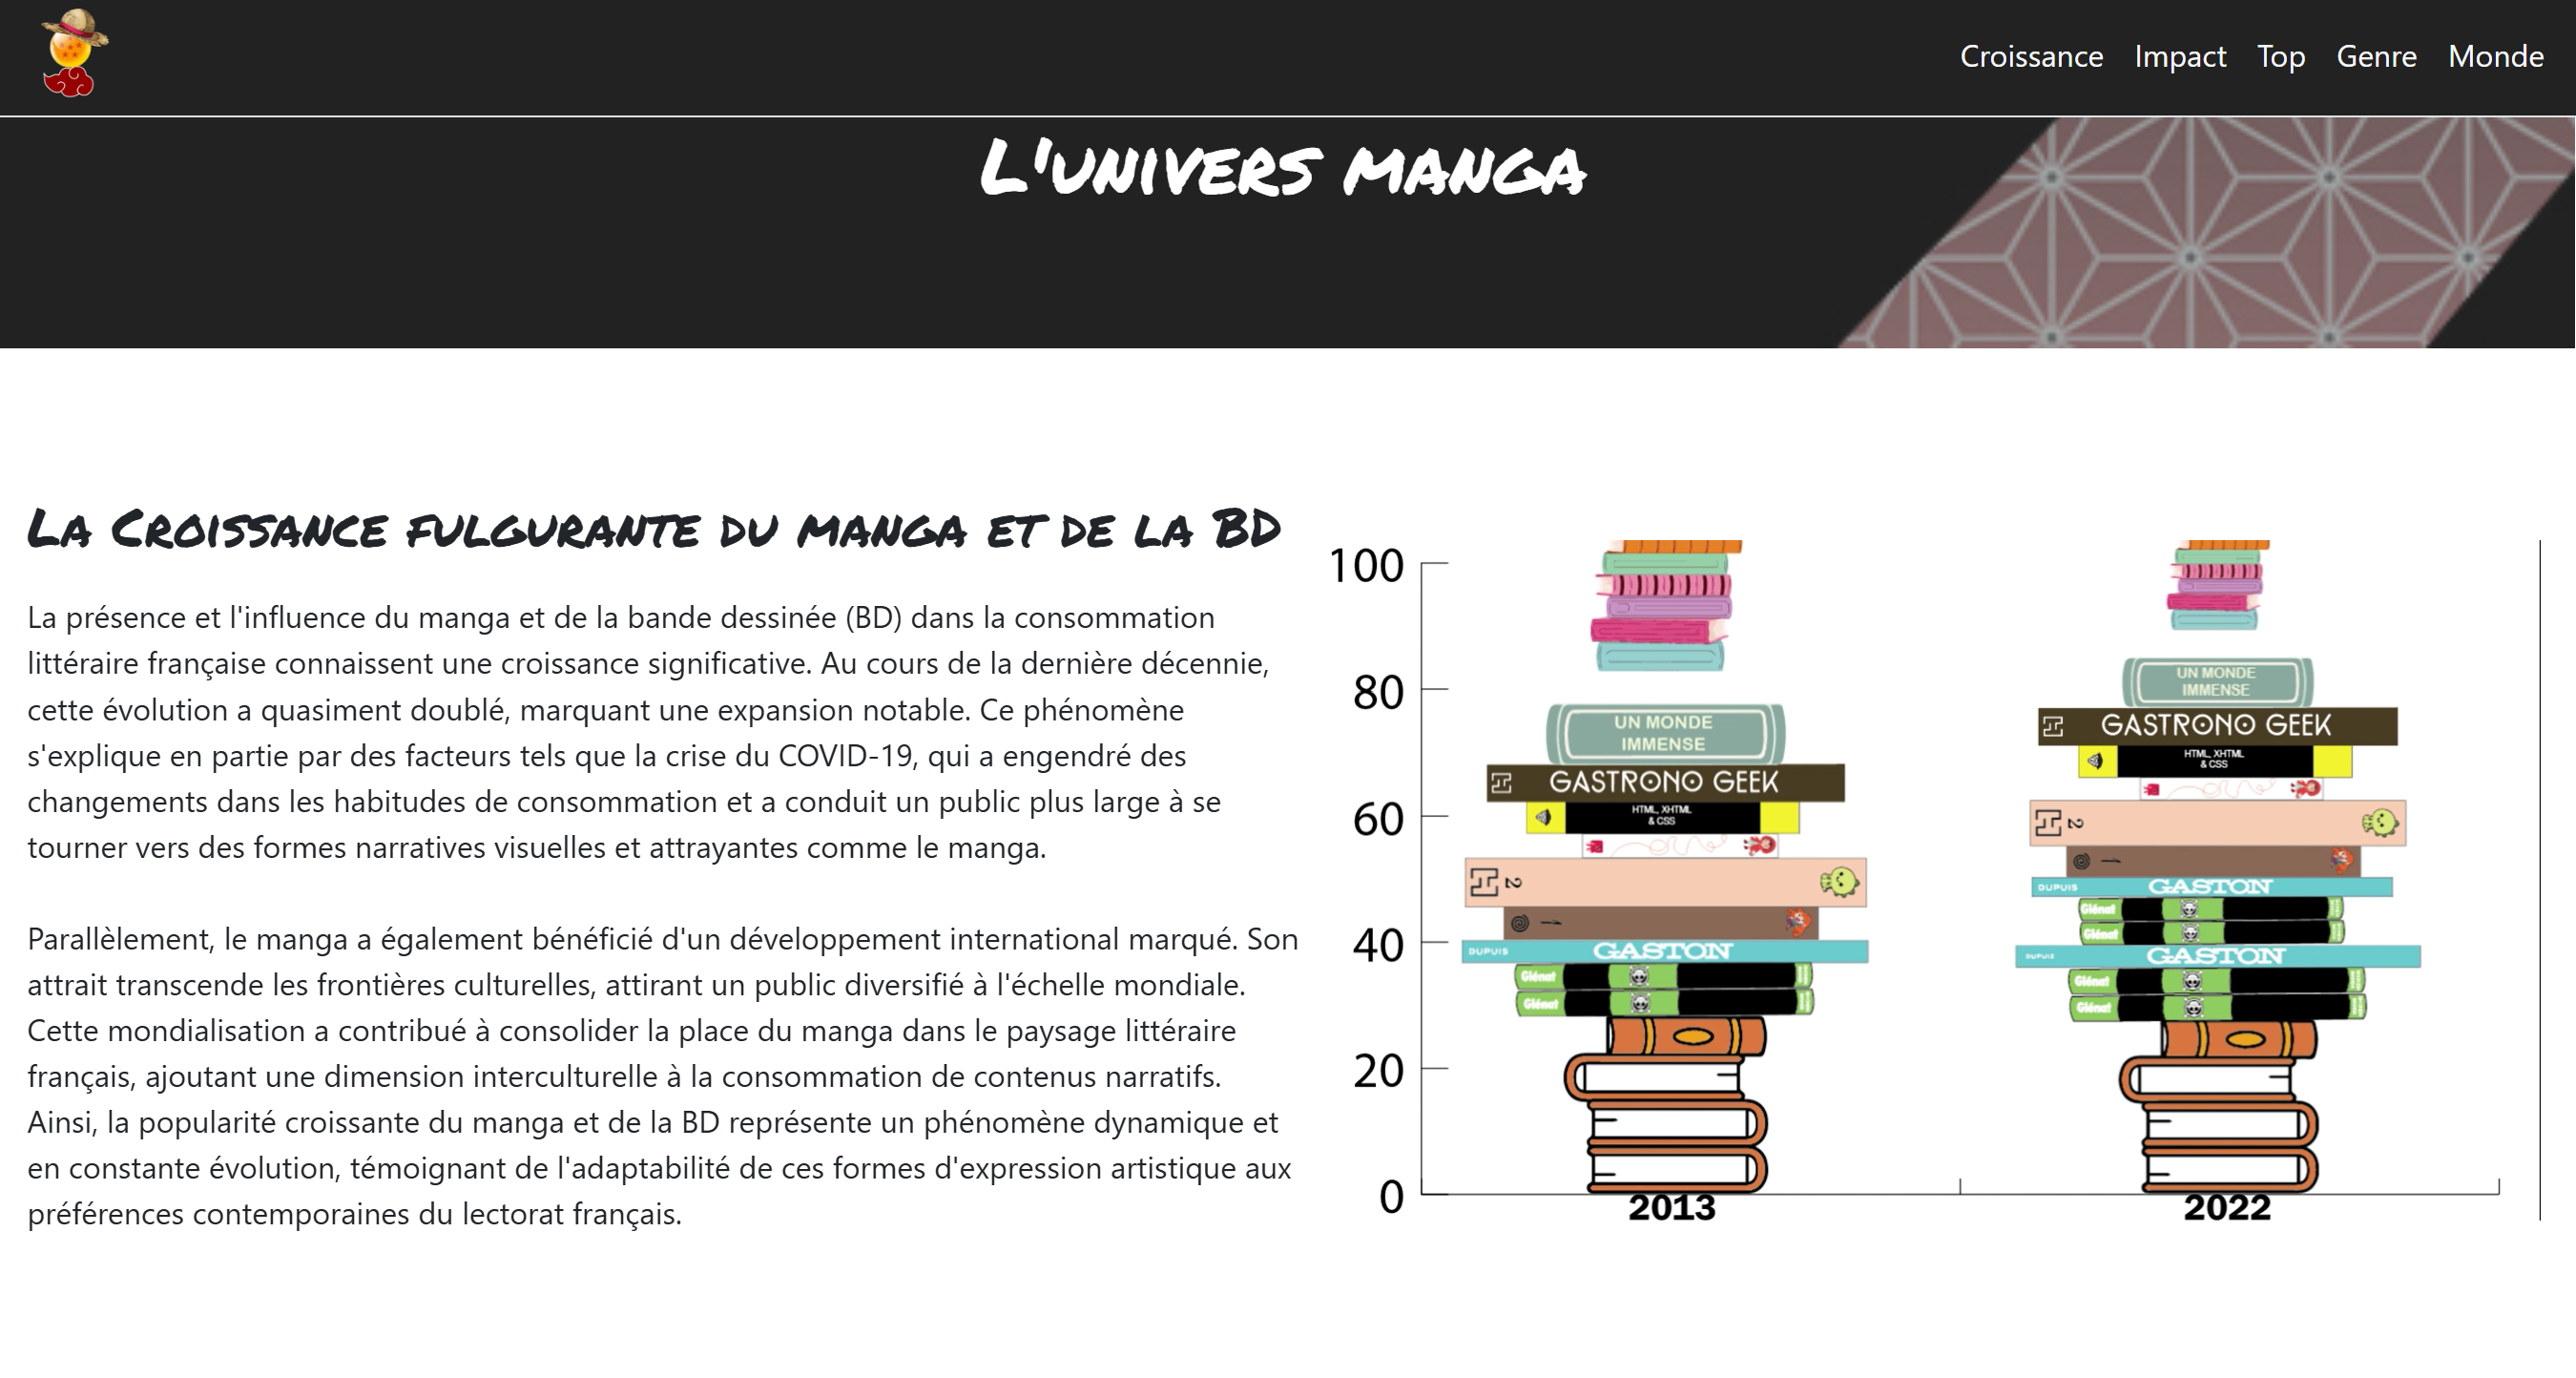 Croissance Impact Top Genre Monde
L'univers manga
La Croissance fulgurante du manga et de la BD
La présence et l'influence du manga et de la bande dessinée (BD) dans la consommation
littéraire française connaissent une croissance significative. Au cours de la dernière décennie,
cette évolution a quasiment doublé, marquant une expansion notable. Ce phénomène
s'explique en partie par des facteurs tels que la crise du COVID-19, qui a engendré des
changements dans les habitudes de consommation et a conduit un public plus large à se
tourner vers des formes narratives visuelles et attrayantes comme le manga.
Parallèlement, le manga a également bénéficié d'un développement international marqué. Son
attrait transcende les frontières culturelles, attirant un public diversifié à l'échelle mondiale.
Cette mondialisation a contribué à consolider la place du manga dans le paysage littéraire
français, ajoutant une dimension interculturelle à la consommation de contenus narratifs.
Ainsi, la popularité croissante du manga et de la BD représente un phénomène dynamique et
en constante évolution, témoignant de l'adaptabilité de ces formes d'expression artistique aux
préférences contemporaines du lectorat français.
100
80
60
40
20
0
UN MONDE
IMMENSE
GASTRONO GEEK
HTML, XHTML
& CSS
2
1
DUPUIS GASTON
Glénat
Glénat
2013
UN MONDE
IMMENSE
GASTRONO GEEK
HTML, XHTML
& CSS
2
1
DUPUIS GASTON
Glénat
Glénat
DUPUIS GASTON
Glénat
Glénat
2022